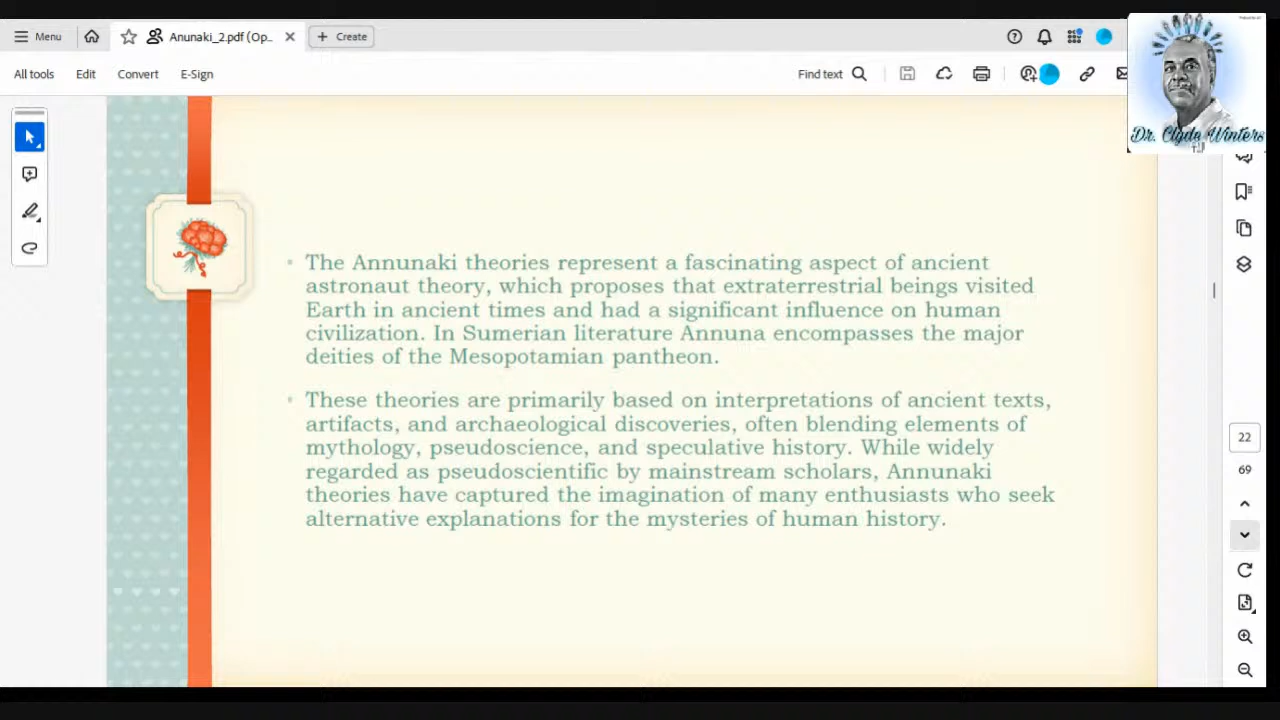 Menu
Anunaki_2.pdf (Op...
Create
All tools
Edit
Convert
E-Sign
Find text
Dr. Clyde Winters
The Annunaki theories represent a fascinating aspect of ancient
astronaut theory, which proposes that extraterrestrial beings visited
Earth in ancient times and had a significant influence on human
civilization. In Sumerian literature Annuna encompasses the major
deities of the Mesopotamian pantheon.
These theories are primarily based on interpretations of ancient texts,
artifacts, and archaeological discoveries, often blending elements of
mythology, pseudoscience, and speculative history. While widely
regarded as pseudoscientific by mainstream scholars, Annunaki
theories have captured the imagination of many enthusiasts who seek
alternative explanations for the mysteries of human history.
22
69